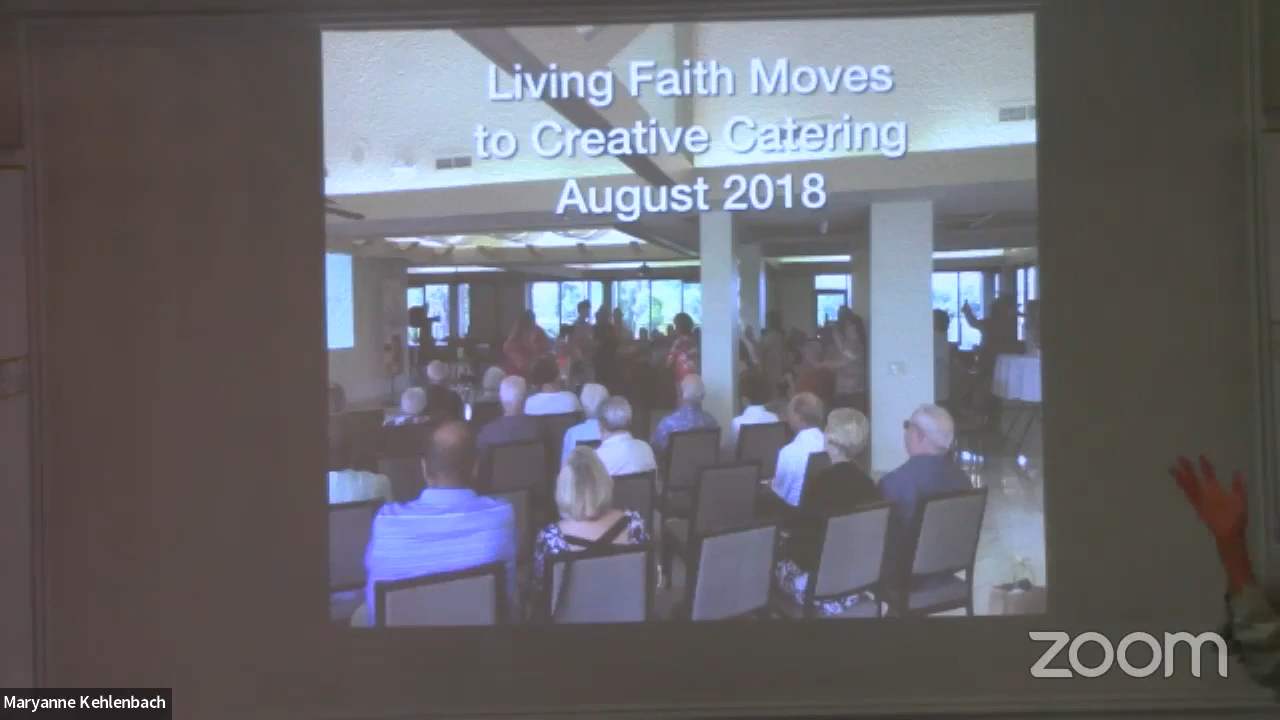 Living Faith Moves
to Creative Catering
August 2018
zoom
Maryanne Kehlenbach